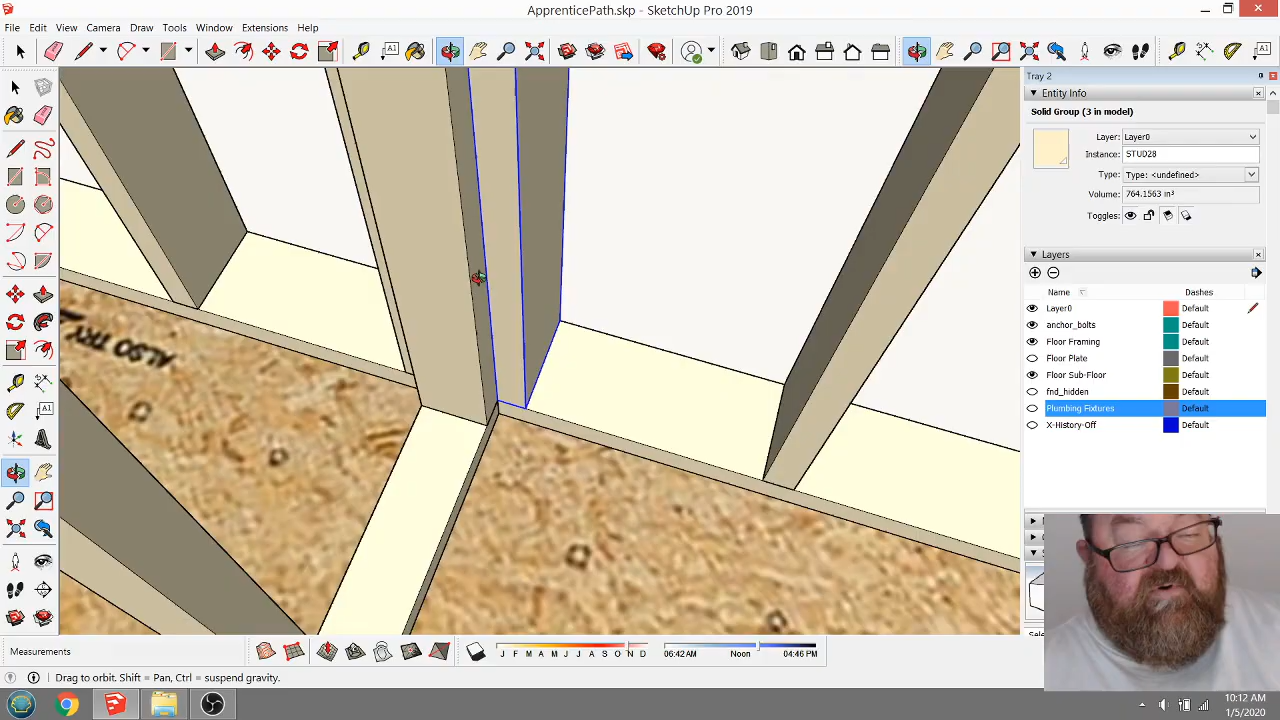 ApprenticePath.skp - SketchUp Pro 2019
File Edit View Camera Draw Tools Window Extensions Help
Tray 2
Entity Info
Solid Group (3 in model)
Layer: Layer0
Instance: STUD28
Type: Type: <undefined>
Volume: 764.1563 in³
Toggles:
Layers
Name Dashes
Layer0 Default
anchor_bolts Default
Floor Framing Default
Floor Plate Default
Floor Sub-Floor Default
fnd_hidden Default
Plumbing Fixtures Default
X-History-Off Default
ALSO TRY
Measurements
J F M A M J J A S O N D
06:42 AM Noon 04:46 PM
Drag to orbit. Shift = Pan, Ctrl = suspend gravity.
10:12 AM
1/5/2020